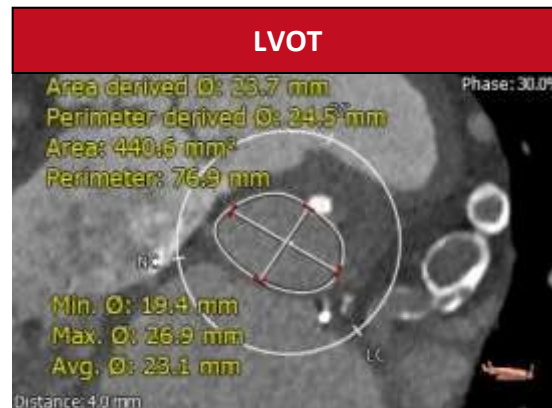 LVOT
Area derived Ø: 23.7 mm
Phase: 30.0%
Perimeter derived Ø: 24.5 mm
Area: 440.6 mm²
Perimeter: 76.9 mm
LC
Min. Ø: 19.4 mm
Max. Ø: 26.9 mm
Avg. Ø: 23.1 mm
Distance: 4.0 mm